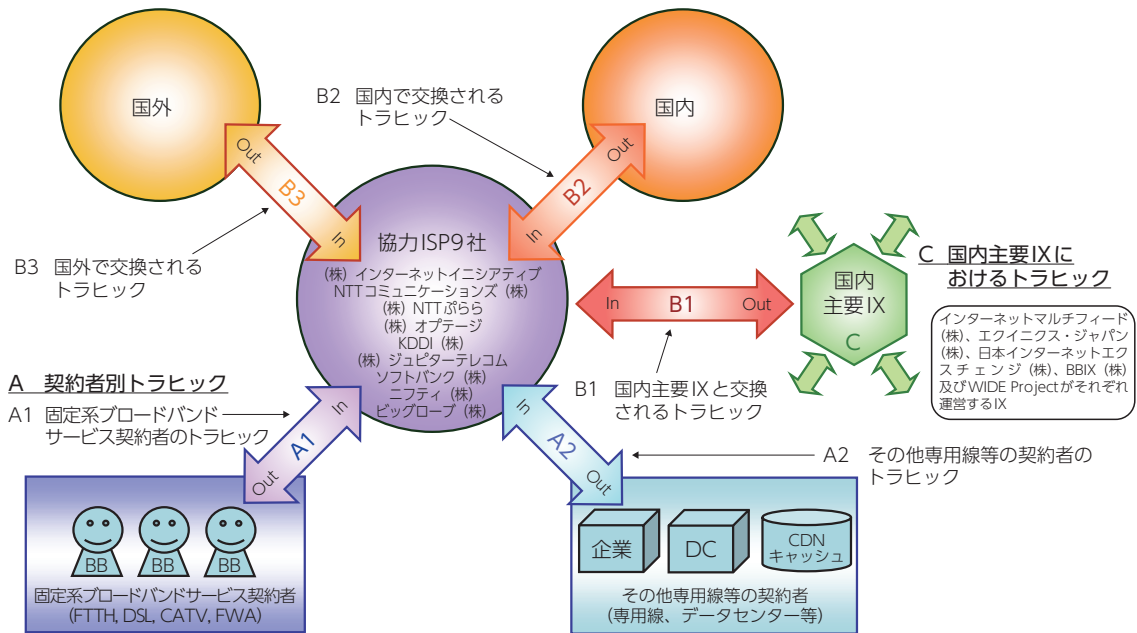 国外
B2 国内で交換される
トラヒック
国内
Out
B3
In
Out
B2
In
B3 国外で交換される
トラヒック
協力ISP9社
(株) インターネットイニシアティブ
NTTコミュニケーションズ (株)
(株) NTTぷらら
(株) オプテージ
KDDI (株)
(株) ジュピターテレコム
ソフトバンク (株)
ニフティ (株)
ビッグローブ (株)
In
B1
Out
国内
主要IX
C
C 国内主要IXに
おけるトラヒック
インターネットマルチフィード
(株)、エクイニクス・ジャパン
(株)、日本インターネットエク
スチェンジ (株)、BBIX (株)
及びWIDE Projectがそれぞれ
運営するIX
B1 国内主要IXと交換
されるトラヒック
A 契約者別トラヒック
A1 固定系ブロードバンド
サービス契約者のトラヒック
In
A1
Out
In
A2
Out
A2 その他専用線等の契約者の
トラヒック
BB
BB
BB
固定系ブロードバンドサービス契約者
(FTTH, DSL, CATV, FWA)
企業
DC
CDN
キャッシュ
その他専用線等の契約者
(専用線、データセンター等)